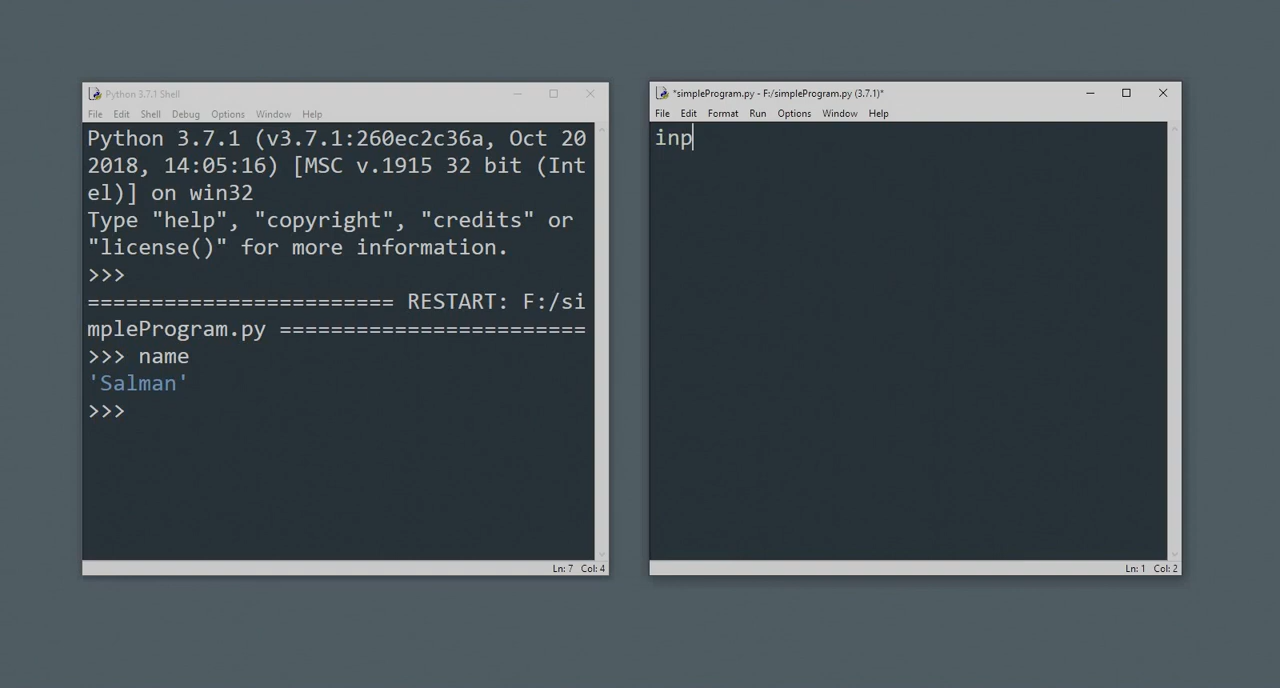 Python 3.7.1 Shell
File Edit Shell Debug Options Window Help
Python 3.7.1 (v3.7.1:260ec2c36a, Oct 20
2018, 14:05:16) [MSC v.1915 32 bit (Int
el)] on win32
Type "help", "copyright", "credits" or
"license()" for more information.
>>>
======================== RESTART: F:/si
mpleProgram.py ========================
>>> name
'Salman'
>>>
Ln: 7 Col: 4
*simpleProgram.py - F:/simpleProgram.py (3.7.1)*
File Edit Format Run Options Window Help
inp
Ln: 1 Col: 2